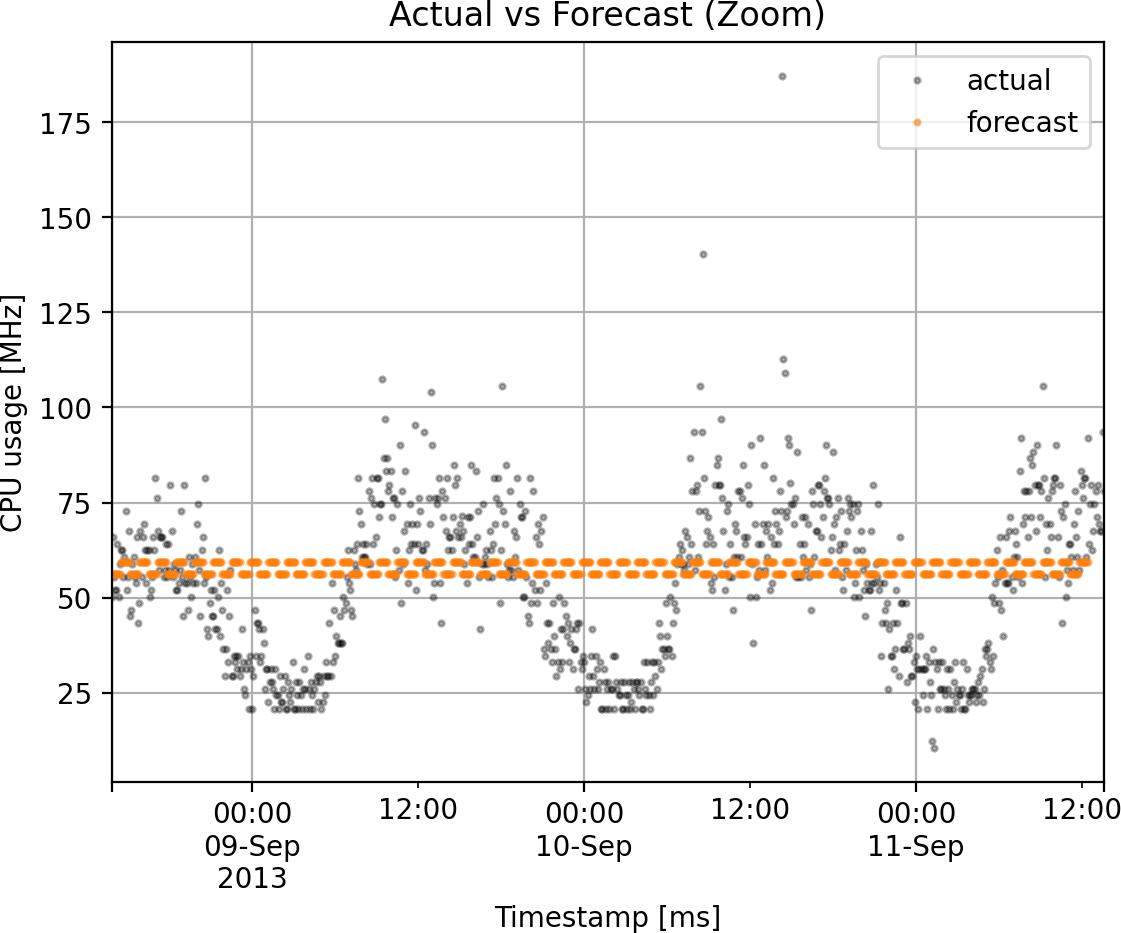 Actual vs Forecast (Zoom)
actual
forecast
CPU usage [MHz]
175
150
125
100
75
50
25
00:00
09-Sep
2013
12:00
00:00
10-Sep
12:00
00:00
11-Sep
12:00
Timestamp [ms]